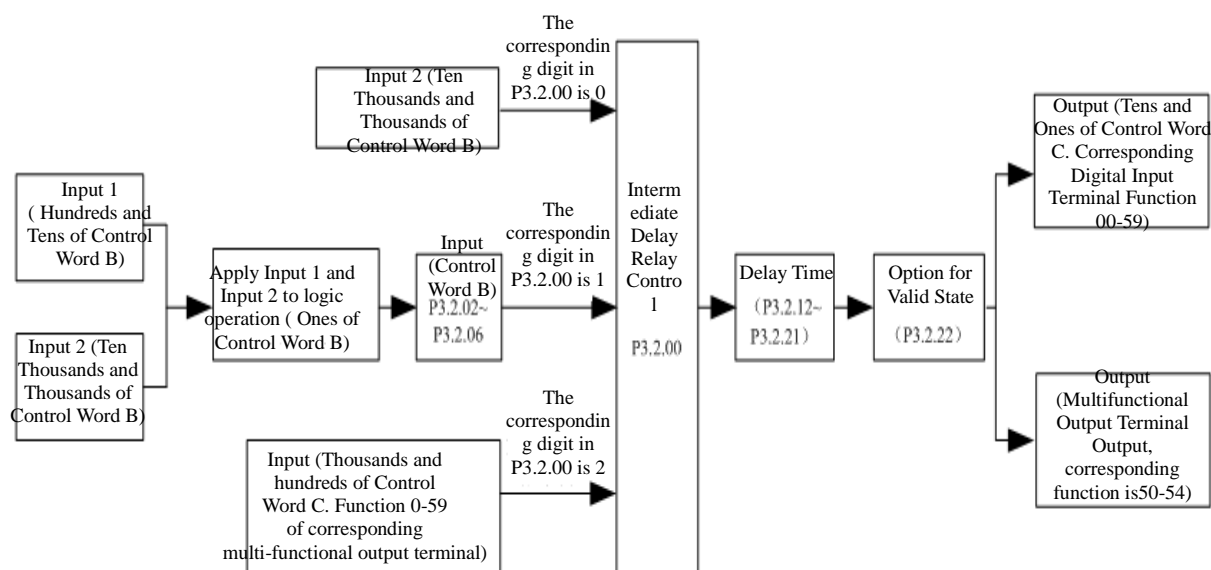 Input 1
( Hundreds and
Tens of Control
Word B)
Input 2 (Ten
Thousands and
Thousands of
Control Word B)
Apply Input 1 and
Input 2 to logic
operation ( Ones of
Control Word B)
Input
(Control
Word B)
P3.2.02~
P3.2.06
Input 2 (Ten
Thousands and
Thousands of
Control Word B)
The
correspondin
g digit in
P3.2.00 is 0
The
correspondin
g digit in
P3.2.00 is 1
The
correspondin
g digit in
P3.2.00 is 2
Input (Thousands and
hundreds of Control
Word C. Function 0-59
of corresponding
multi-functional output terminal)
Interm
ediate
Delay
Relay
Contro
1
P3.2.00
Delay Time
(P3.2.12~
P3.2.21)
Option for
Valid State
(P3.2.22)
Output (Tens and
Ones of Control Word
C. Corresponding
Digital Input
Terminal Function
00-59)
Output
(Multifunctional
Output Terminal
Output,
corresponding
function is50-54)